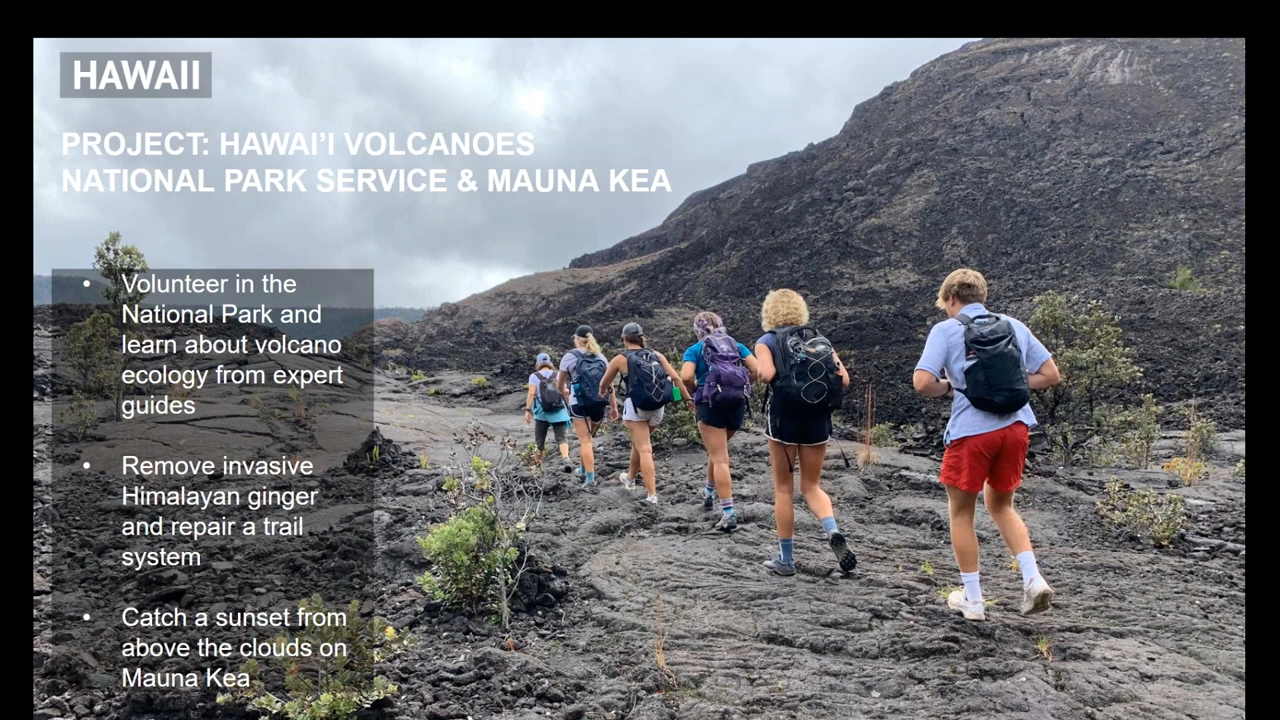 HAWAII
PROJECT: HAWAI’I VOLCANOES
NATIONAL PARK SERVICE & MAUNA KEA
• Volunteer in the
National Park and
learn about volcano
ecology from expert
guides
• Remove invasive
Himalayan ginger
and repair a trail
system
• Catch a sunset from
above the clouds on
Mauna Kea